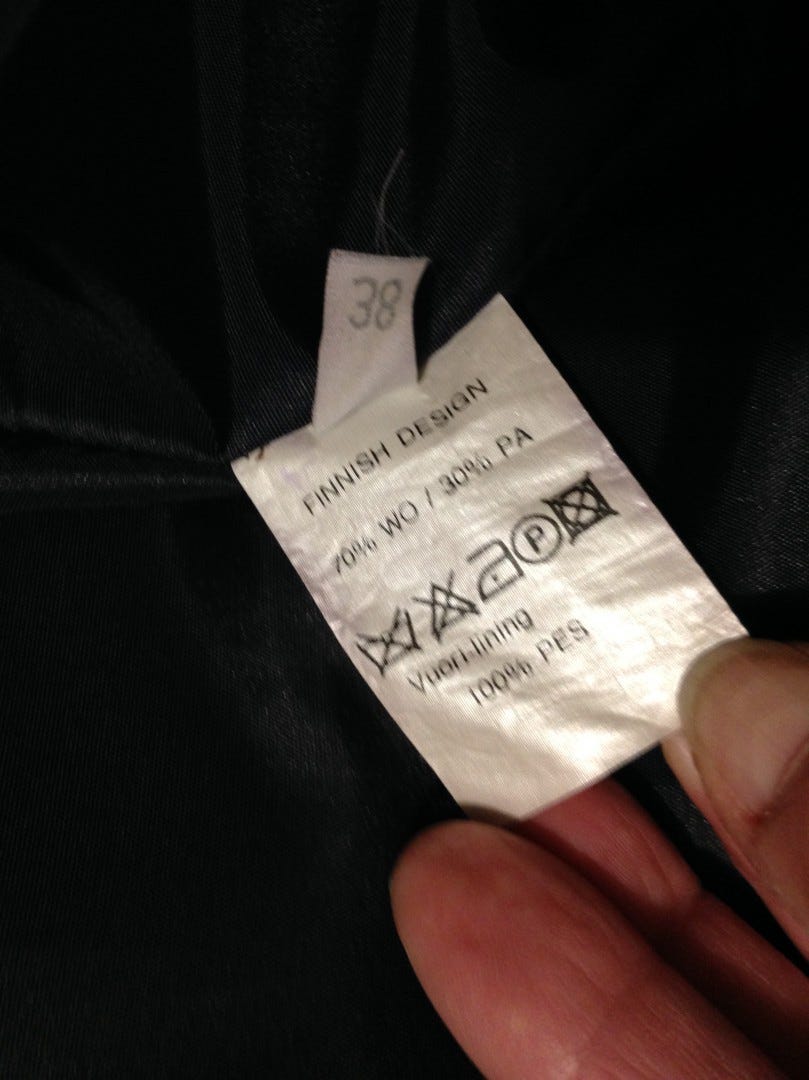 38
FINNISH DESIGN
70% WO / 30% PA
P
Vuori-lining
100% PES